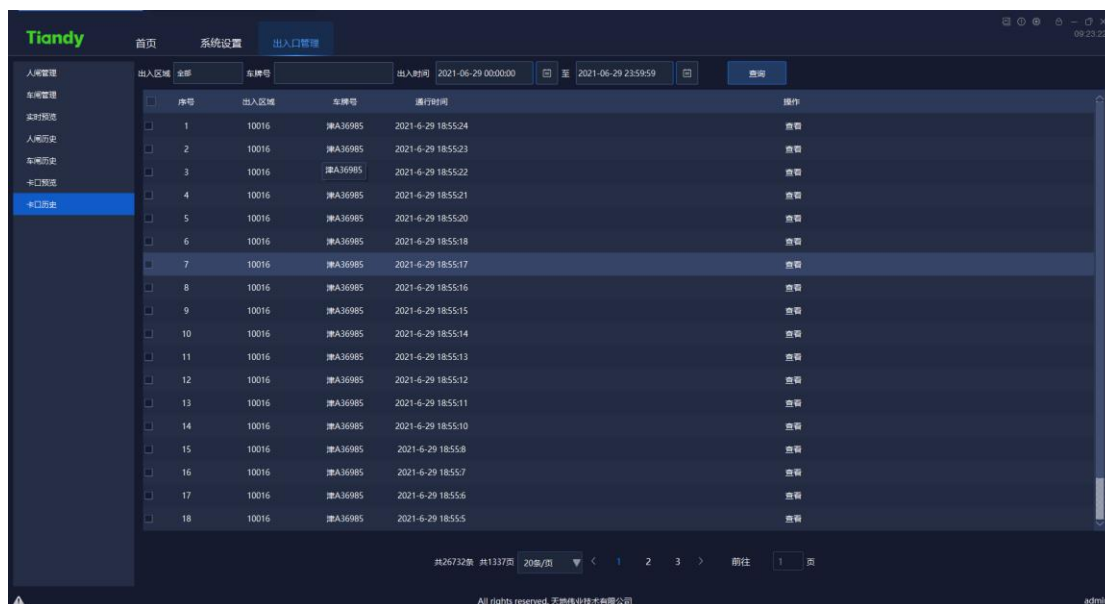 Tiandy 首页 系统设置 出入口管理 09:23:22
人闸管理
车闸管理
实时预览
人闸历史
车闸历史
卡口预览
卡口历史
出入区域 全部 车牌号 出入时间 2021-06-29 00:00:00 至 2021-06-29 23:59:59 查询
序号 出入区域 车牌号 通行时间 操作
1 10016 津A36985 2021-6-29 18:55:24 查看
2 10016 津A36985 2021-6-29 18:55:23 查看
3 10016 津A36985 2021-6-29 18:55:22 查看
4 10016 津A36985 2021-6-29 18:55:21 查看
5 10016 津A36985 2021-6-29 18:55:20 查看
6 10016 津A36985 2021-6-29 18:55:18 查看
7 10016 津A36985 2021-6-29 18:55:17 查看
8 10016 津A36985 2021-6-29 18:55:16 查看
9 10016 津A36985 2021-6-29 18:55:15 查看
10 10016 津A36985 2021-6-29 18:55:14 查看
11 10016 津A36985 2021-6-29 18:55:13 查看
12 10016 津A36985 2021-6-29 18:55:12 查看
13 10016 津A36985 2021-6-29 18:55:11 查看
14 10016 津A36985 2021-6-29 18:55:10 查看
15 10016 津A36985 2021-6-29 18:55:8 查看
16 10016 津A36985 2021-6-29 18:55:7 查看
17 10016 津A36985 2021-6-29 18:55:6 查看
18 10016 津A36985 2021-6-29 18:55:5 查看
共26732条 共1337页 20条/页 1 2 3 前往 1 页
All rights reserved. 天地伟业技术有限公司 admin